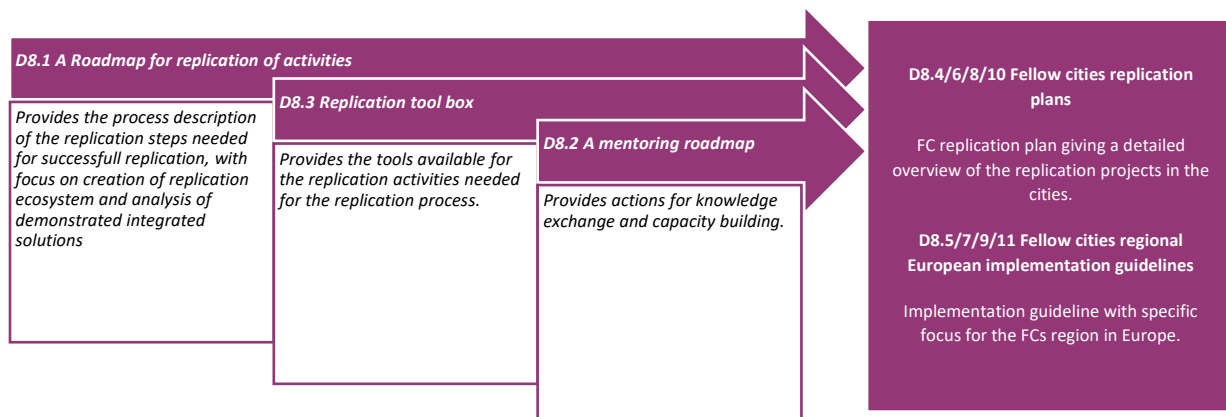 D8.1 A Roadmap for replication of activities
Provides the process description
of the replication steps needed
for successfull replication, with
focus on creation of replication
ecosystem and analysis of
demonstrated integrated
solutions
D8.3 Replication tool box
Provides the tools available for
the replication activities needed
for the replication process.
D8.2 A mentoring roadmap
Provides actions for knowledge
exchange and capacity building.
D8.4/6/8/10 Fellow cities replication
plans
FC replication plan giving a detailed
overview of the replication projects in the
cities.
D8.5/7/9/11 Fellow cities regional
European implementation guidelines
Implementation guideline with specific
focus for the FCs region in Europe.